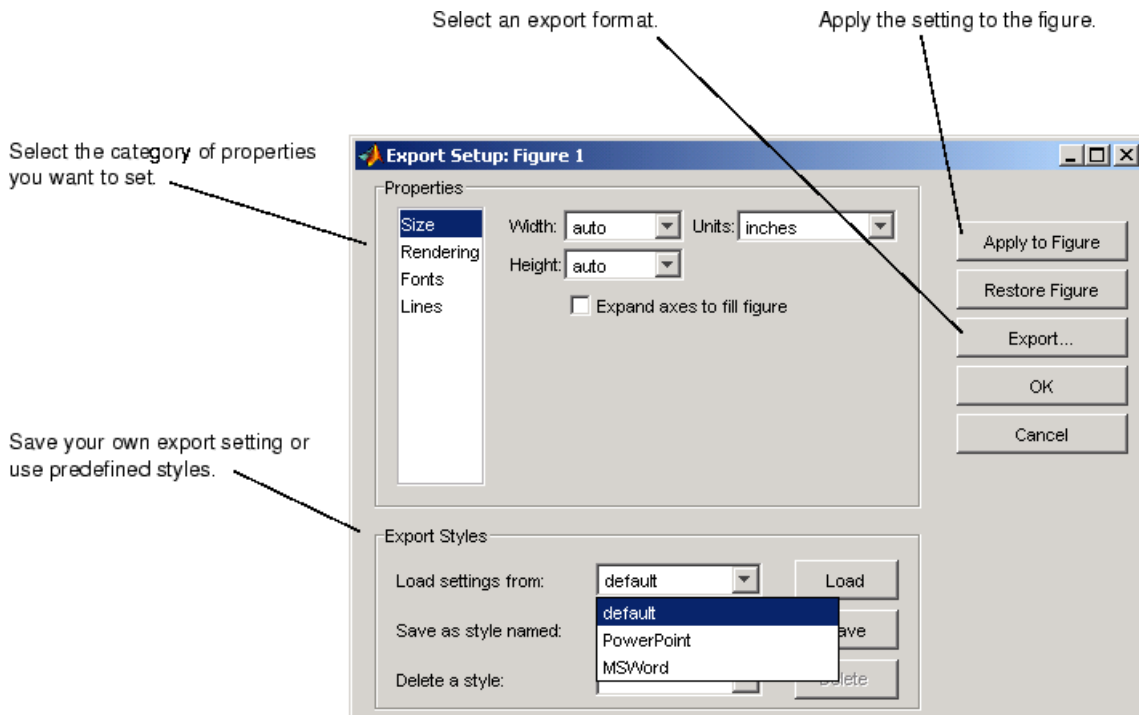 Select an export format.
Apply the setting to the figure.
Select the category of properties
you want to set.
Export Setup: Figure 1
Properties
Size
Rendering
Fonts
Lines
Width: auto Units: inches
Height: auto
Expand axes to fill figure
Apply to Figure
Restore Figure
Export...
OK
Cancel
Save your own export setting or
use predefined styles.
Export Styles
Load settings from: default Load
default
PowerPoint
MSWord
Save as style named:
Delete a style: